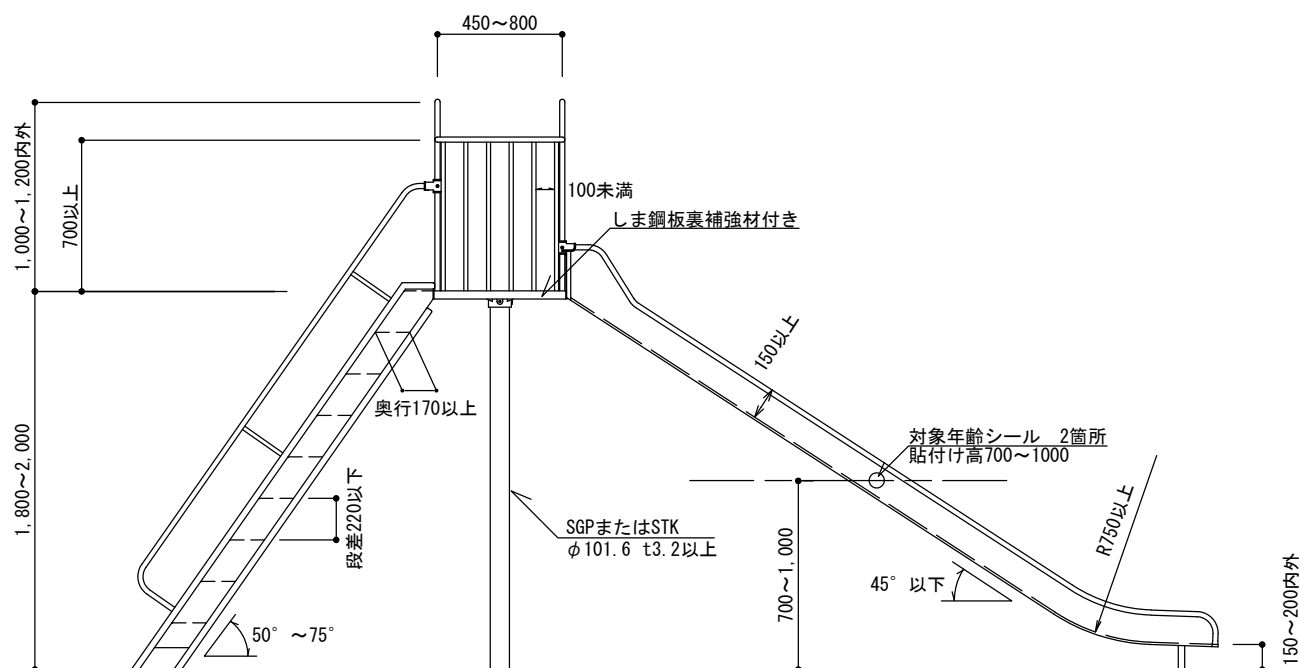 450～800
1,000～1,200内外
700以上
100未満
しま鋼板裏補強材付き
150以上
奥行170以上
対象年齢シール 2箇所
貼付け高700～1000
1,800～2,000
段差220以下
SGPまたはSTK
φ101.6 t3.2以上
R750以上
700～1,000
45° 以下
50° ～75°
150～200内外